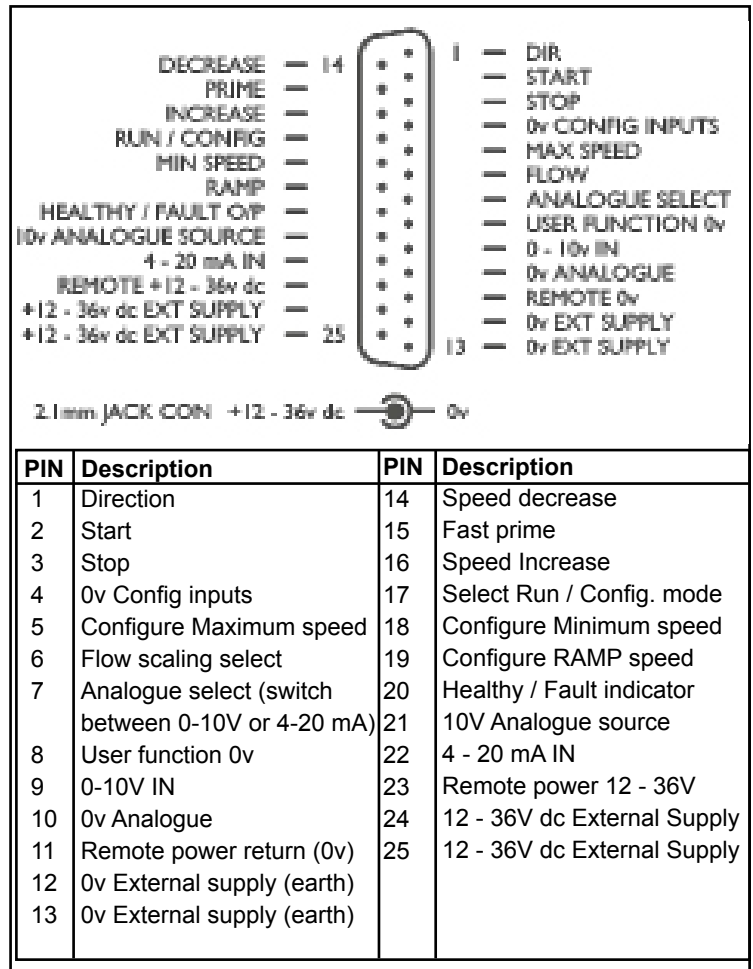 DECREASE — 14
PRIME —
INCREASE —
RUN / CONFIG —
MIN SPEED —
RAMP —
HEALTHY / FAULT O/P —
10v ANALOGUE SOURCE —
4 - 20 mA IN —
REMOTE +12 - 36v dc —
+12 - 36v dc EXT SUPPLY —
+12 - 36v dc EXT SUPPLY — 25
1 — DIR
— START
— STOP
— 0v CONFIG INPUTS
— MAX SPEED
— FLOW
— ANALOGUE SELECT
— USER FUNCTION 0v
— 0 - 10v IN
— 0v ANALOGUE
— REMOTE 0v
— 0v EXT SUPPLY
13 — 0v EXT SUPPLY
2.1mm JACK CON +12 - 36v dc — 0v
PIN Description PIN Description
1 Direction 14 Speed decrease
2 Start 15 Fast prime
3 Stop 16 Speed Increase
4 0v Config inputs 17 Select Run / Config. mode
5 Configure Maximum speed 18 Configure Minimum speed
6 Flow scaling select 19 Configure RAMP speed
7 Analogue select (switch 20 Healthy / Fault indicator
between 0-10V or 4-20 mA) 21 10V Analogue source
8 User function 0v 22 4 - 20 mA IN
9 0-10V IN 23 Remote power 12 - 36V
10 0v Analogue 24 12 - 36V dc External Supply
11 Remote power return (0v) 25 12 - 36V dc External Supply
12 0v External supply (earth)
13 0v External supply (earth)